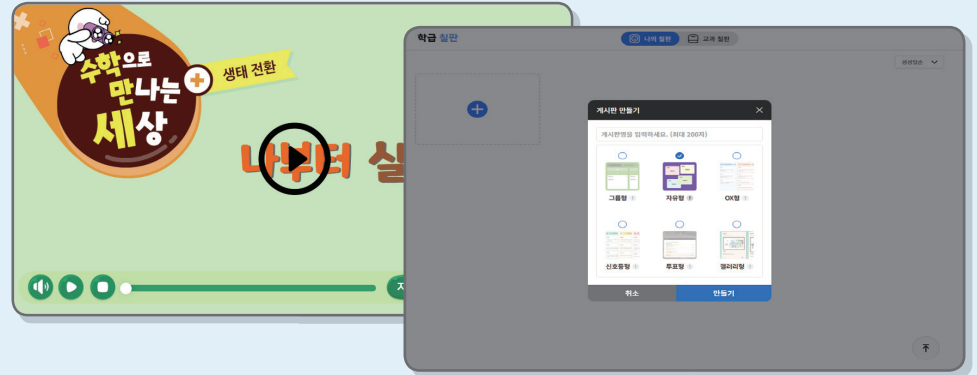 수학으로
만나는
세상
생태 전환
나부터 실
학급 칠판
나의 칠판
교과 칠판
게시판 만들기
게시판명을 입력하세요. (최대 200자)
그룹형
자유형
OX형
신호등형
투표형
갤러리형
취소
만들기